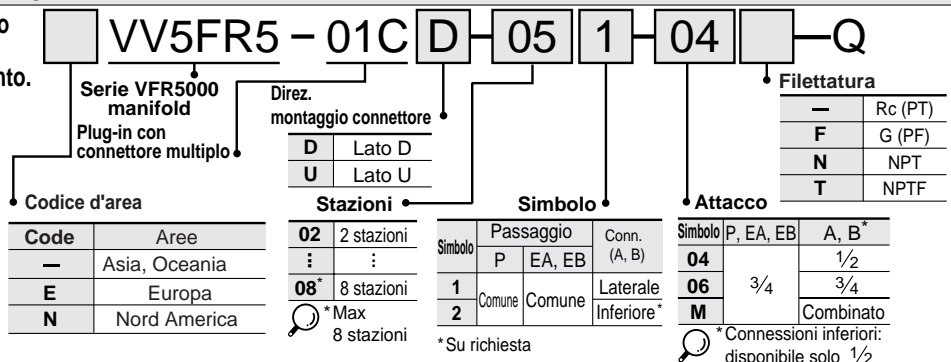 o
nto.
VV5FR5 – 01C D – 05 1 – 04 –Q
Serie VFR5000
manifold
Plug-in con
connettore multiplo
Direz.
montaggio connettore
D Lato D
U Lato U
Filettatura
— Rc (PT)
F G (PF)
N NPT
T NPTF
Codice d'area
Code Aree
— Asia, Oceania
E Europa
N Nord America
Stazioni
02 2 stazioni
⋮ ⋮
08* 8 stazioni
* Max
8 stazioni
Simbolo
Simbolo Passaggio Conn.
(A, B)
P EA, EB
1 Comune Comune Laterale
2 Inferiore*
*Su richiesta
Attacco
Simbolo P, EA, EB A, B*
04 3/4 1/2
06 3/4
M Combinato
* Connessioni inferiori:
disponibile solo 1/2